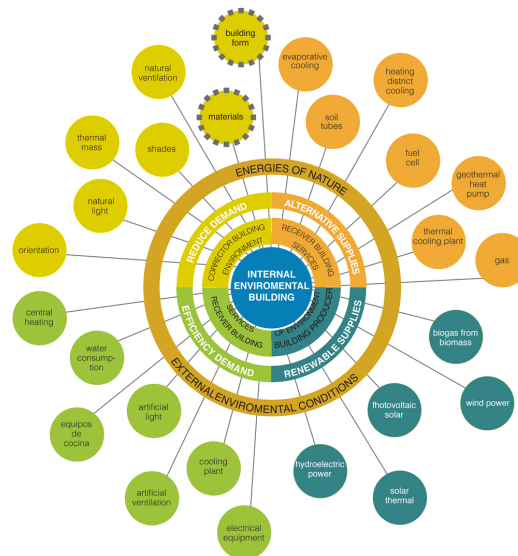 building
form
evaporative
cooling
natural
ventilation
heating
district
cooling
materials
soil
tubes
thermal
mass
shades
fuel
cell
geothermal
heat
pump
natural
light
thermal
cooling plant
orientation
gas
ENERGIES OF NATURE
REDUCE DEMAND
ALTERNATIVE SUPPLIES
CORRECTOR BUILDING
ENVIRONMENT
RECEIVER BUILDING
SERVICES
INTERNAL
ENVIROMENTAL
BUILDING
SERVICES
RECEIVER BUILDING
OF ENVIRONMENT
BUILDING PRODUCER
EFFICIENCY DEMAND
RENEWABLE SUPPLIES
EXTERNALENVIROMENTAL CONDITIONS
central
heating
biogas from
biomass
water
consump-
tion
wind power
artificial
light
fhotovoltaic
solar
equipos
de
cocina
cooling
plant
hydroelectric
power
artificial
ventilation
solar
thermal
electrical
equipment